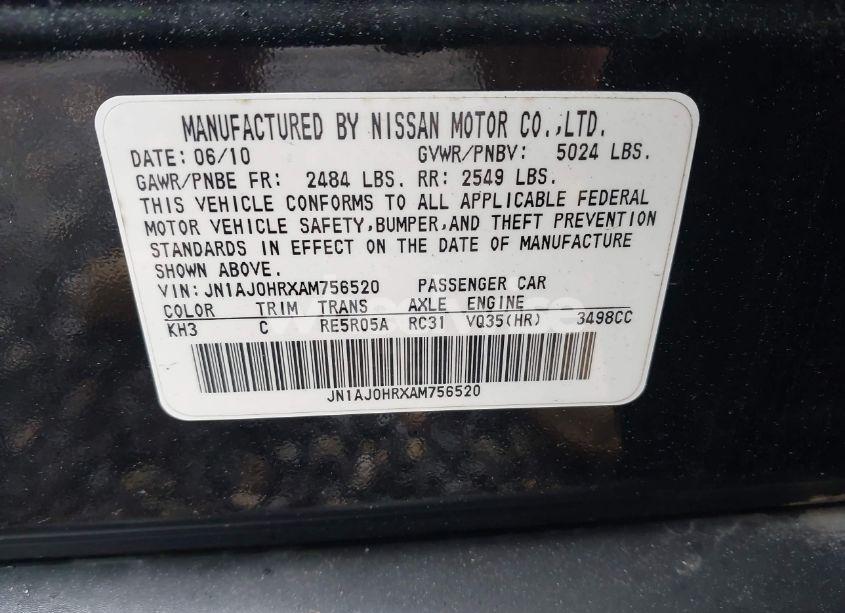 MANUFACTURED BY NISSAN MOTOR CO.,LTD.
DATE: 06/10 GVWR/PNBV: 5024 LBS.
GAWR/PNBE FR: 2484 LBS. RR: 2549 LBS.
THIS VEHICLE CONFORMS TO ALL APPLICABLE FEDERAL
MOTOR VEHICLE SAFETY,BUMPER,AND THEFT PREVENTION
STANDARDS IN EFFECT ON THE DATE OF MANUFACTURE
SHOWN ABOVE.
VIN:JN1AJ0HRXAM756520 PASSENGER CAR
COLOR TRIM TRANS AXLE ENGINE
KH3 C RE5R05A RC31 VQ35(HR) 3498CC
JN1AJ0HRXAM756520